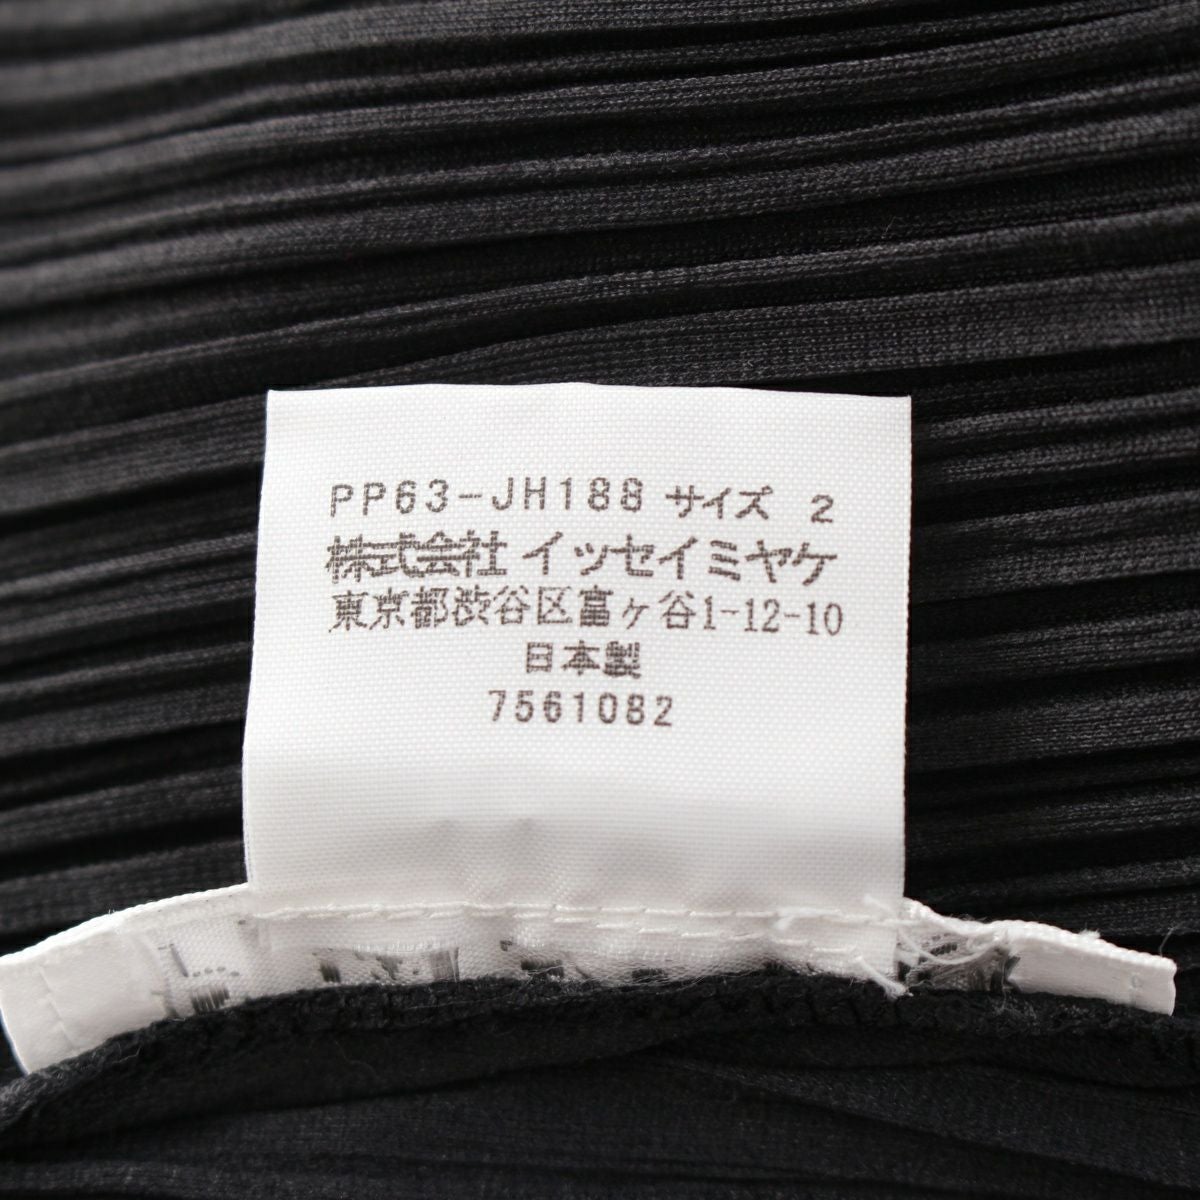 PP63-JH188 サイズ 2
株式会社 イッセイミヤケ
東京都渋谷区富ヶ谷1-12-10
日本製
7561082